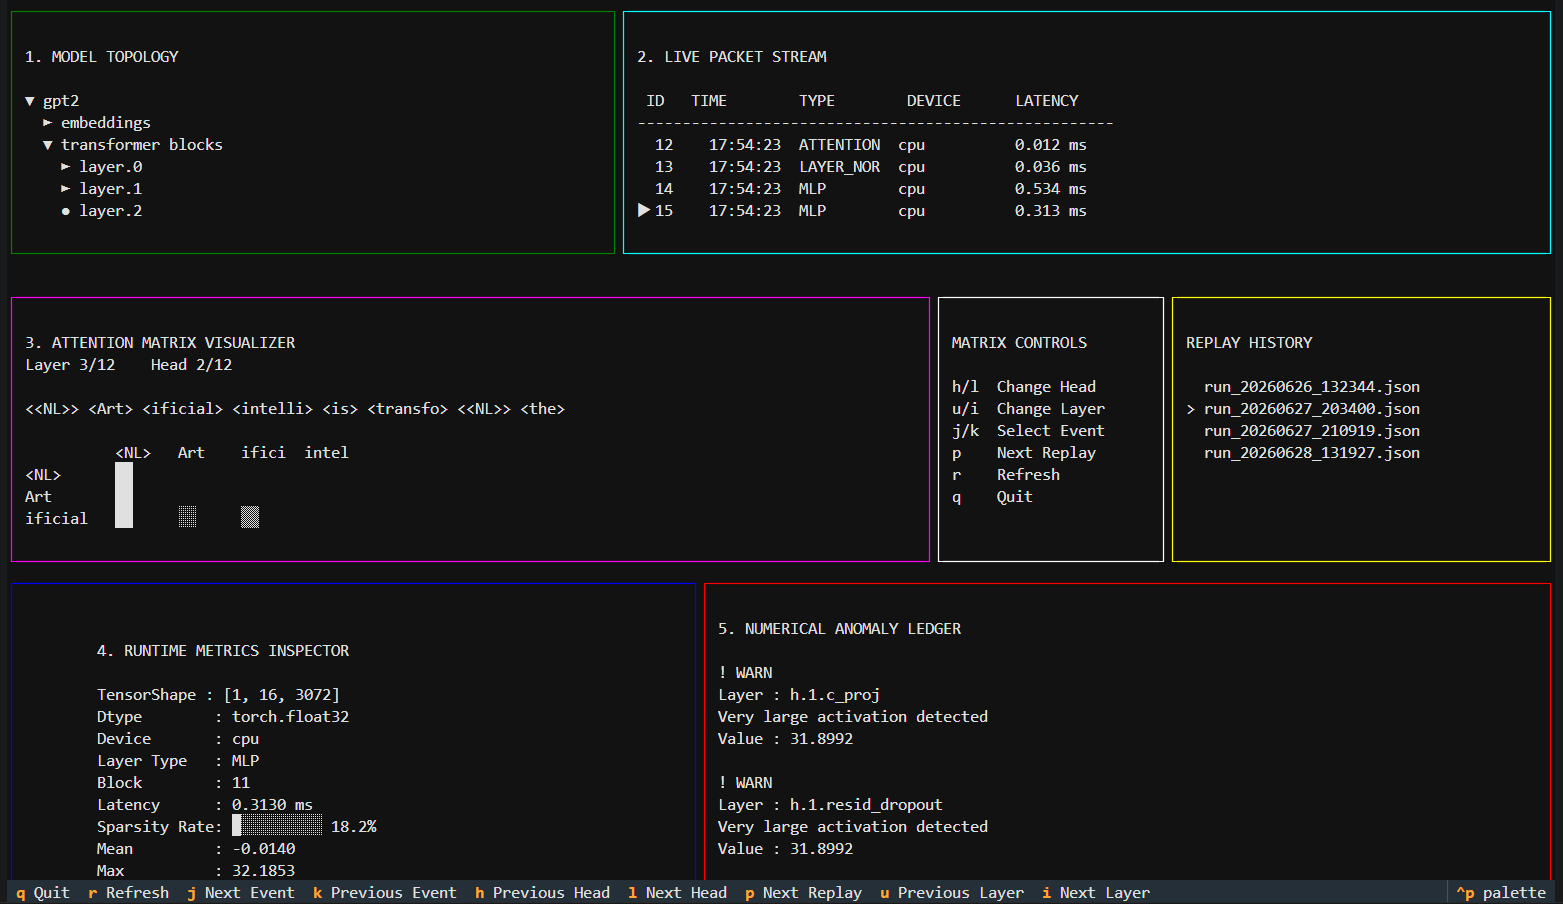 1. MODEL TOPOLOGY
▼ gpt2
► embeddings
▼ transformer blocks
► layer.0
► layer.1
● layer.2
2. LIVE PACKET STREAM
ID TIME TYPE DEVICE LATENCY
-----------------------------------------------------
12 17:54:23 ATTENTION cpu 0.012 ms
13 17:54:23 LAYER_NOR cpu 0.036 ms
14 17:54:23 MLP cpu 0.534 ms
▶ 15 17:54:23 MLP cpu 0.313 ms
3. ATTENTION MATRIX VISUALIZER
Layer 3/12 Head 2/12
<<NL>> <Art> <ificial> <intelli> <is> <transfo> <<NL>> <the>
<NL> Art ifici intel
<NL>
Art
ificial
MATRIX CONTROLS
h/l Change Head
u/i Change Layer
j/k Select Event
p Next Replay
r Refresh
q Quit
REPLAY HISTORY
run_20260626_132344.json
> run_20260627_203400.json
run_20260627_210919.json
run_20260628_131927.json
4. RUNTIME METRICS INSPECTOR
TensorShape : [1, 16, 3072]
Dtype : torch.float32
Device : cpu
Layer Type : MLP
Block : 11
Latency : 0.3130 ms
Sparsity Rate: 18.2%
Mean : -0.0140
Max : 32.1853
5. NUMERICAL ANOMALY LEDGER
! WARN
Layer : h.1.c_proj
Very large activation detected
Value : 31.8992
! WARN
Layer : h.1.resid_dropout
Very large activation detected
Value : 31.8992
q Quit r Refresh j Next Event k Previous Event h Previous Head l Next Head p Next Replay u Previous Layer i Next Layer ^p palette